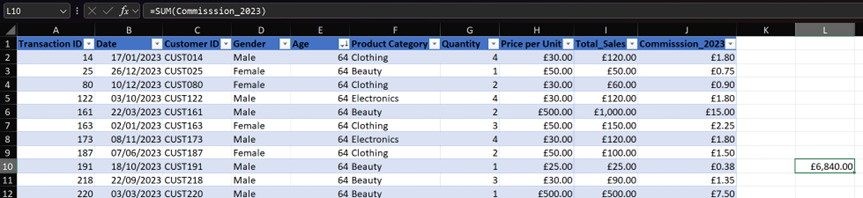 L10 fx =SUM(Commisssion_2023)
A B C D E F G H I J K L
1 Transaction ID Date Customer ID Gender Age Product Category Quantity Price per Unit Total_Sales Commisssion_2023
2 14 17/01/2023 CUST014 Male 64 Clothing 4 £30.00 £120.00 £1.80
3 25 26/12/2023 CUST025 Female 64 Beauty 1 £50.00 £50.00 £0.75
4 80 10/12/2023 CUST080 Female 64 Clothing 2 £30.00 £60.00 £0.90
5 122 03/10/2023 CUST122 Male 64 Electronics 4 £30.00 £120.00 £1.80
6 161 22/03/2023 CUST161 Male 64 Beauty 2 £500.00 £1,000.00 £15.00
7 163 02/01/2023 CUST163 Female 64 Clothing 3 £50.00 £150.00 £2.25
8 173 08/11/2023 CUST173 Male 64 Electronics 4 £30.00 £120.00 £1.80
9 187 07/06/2023 CUST187 Female 64 Clothing 2 £50.00 £100.00 £1.50
10 191 18/10/2023 CUST191 Male 64 Beauty 1 £25.00 £25.00 £0.38 £6,840.00
11 218 22/09/2023 CUST218 Male 64 Beauty 3 £30.00 £90.00 £1.35
12 220 03/03/2023 CUST220 Male 64 Beauty 1 £500.00 £500.00 £7.50